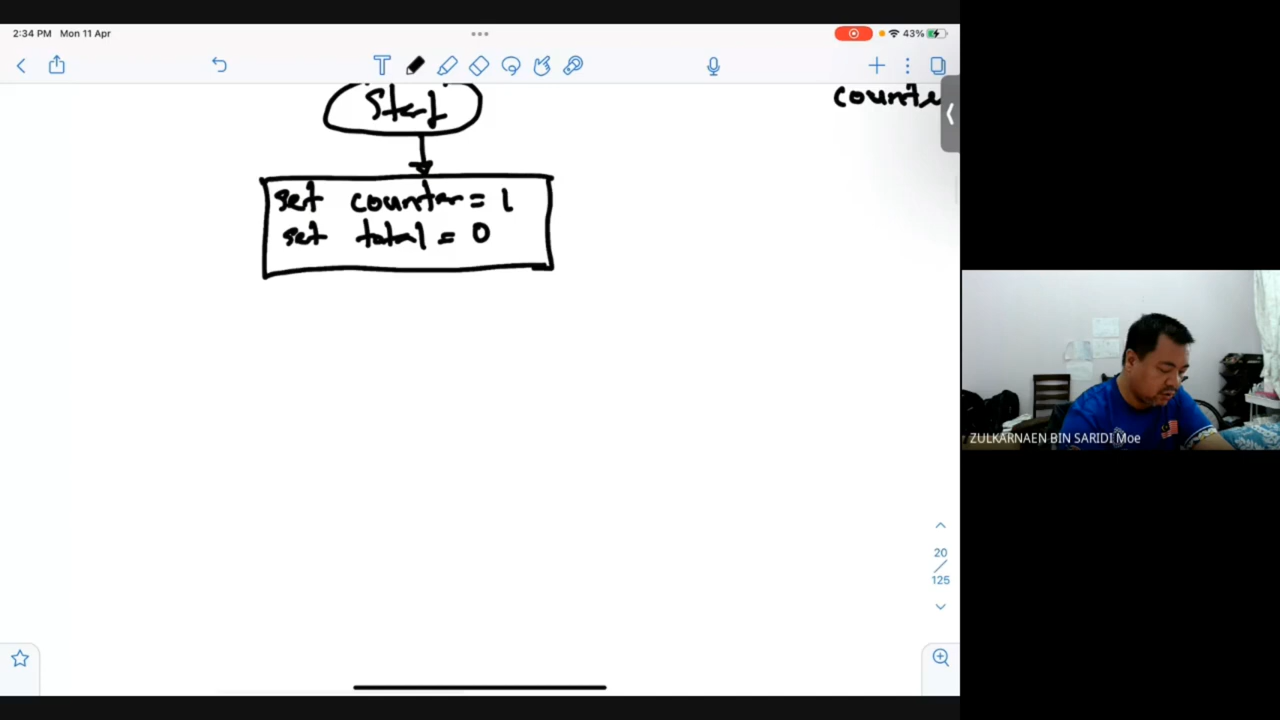 2:34 PM Mon 11 Apr
43%
T
counte
Start
set counter = 1
set total = 0
ZULKARNAEN BIN SARIDI Moe
20
/
125